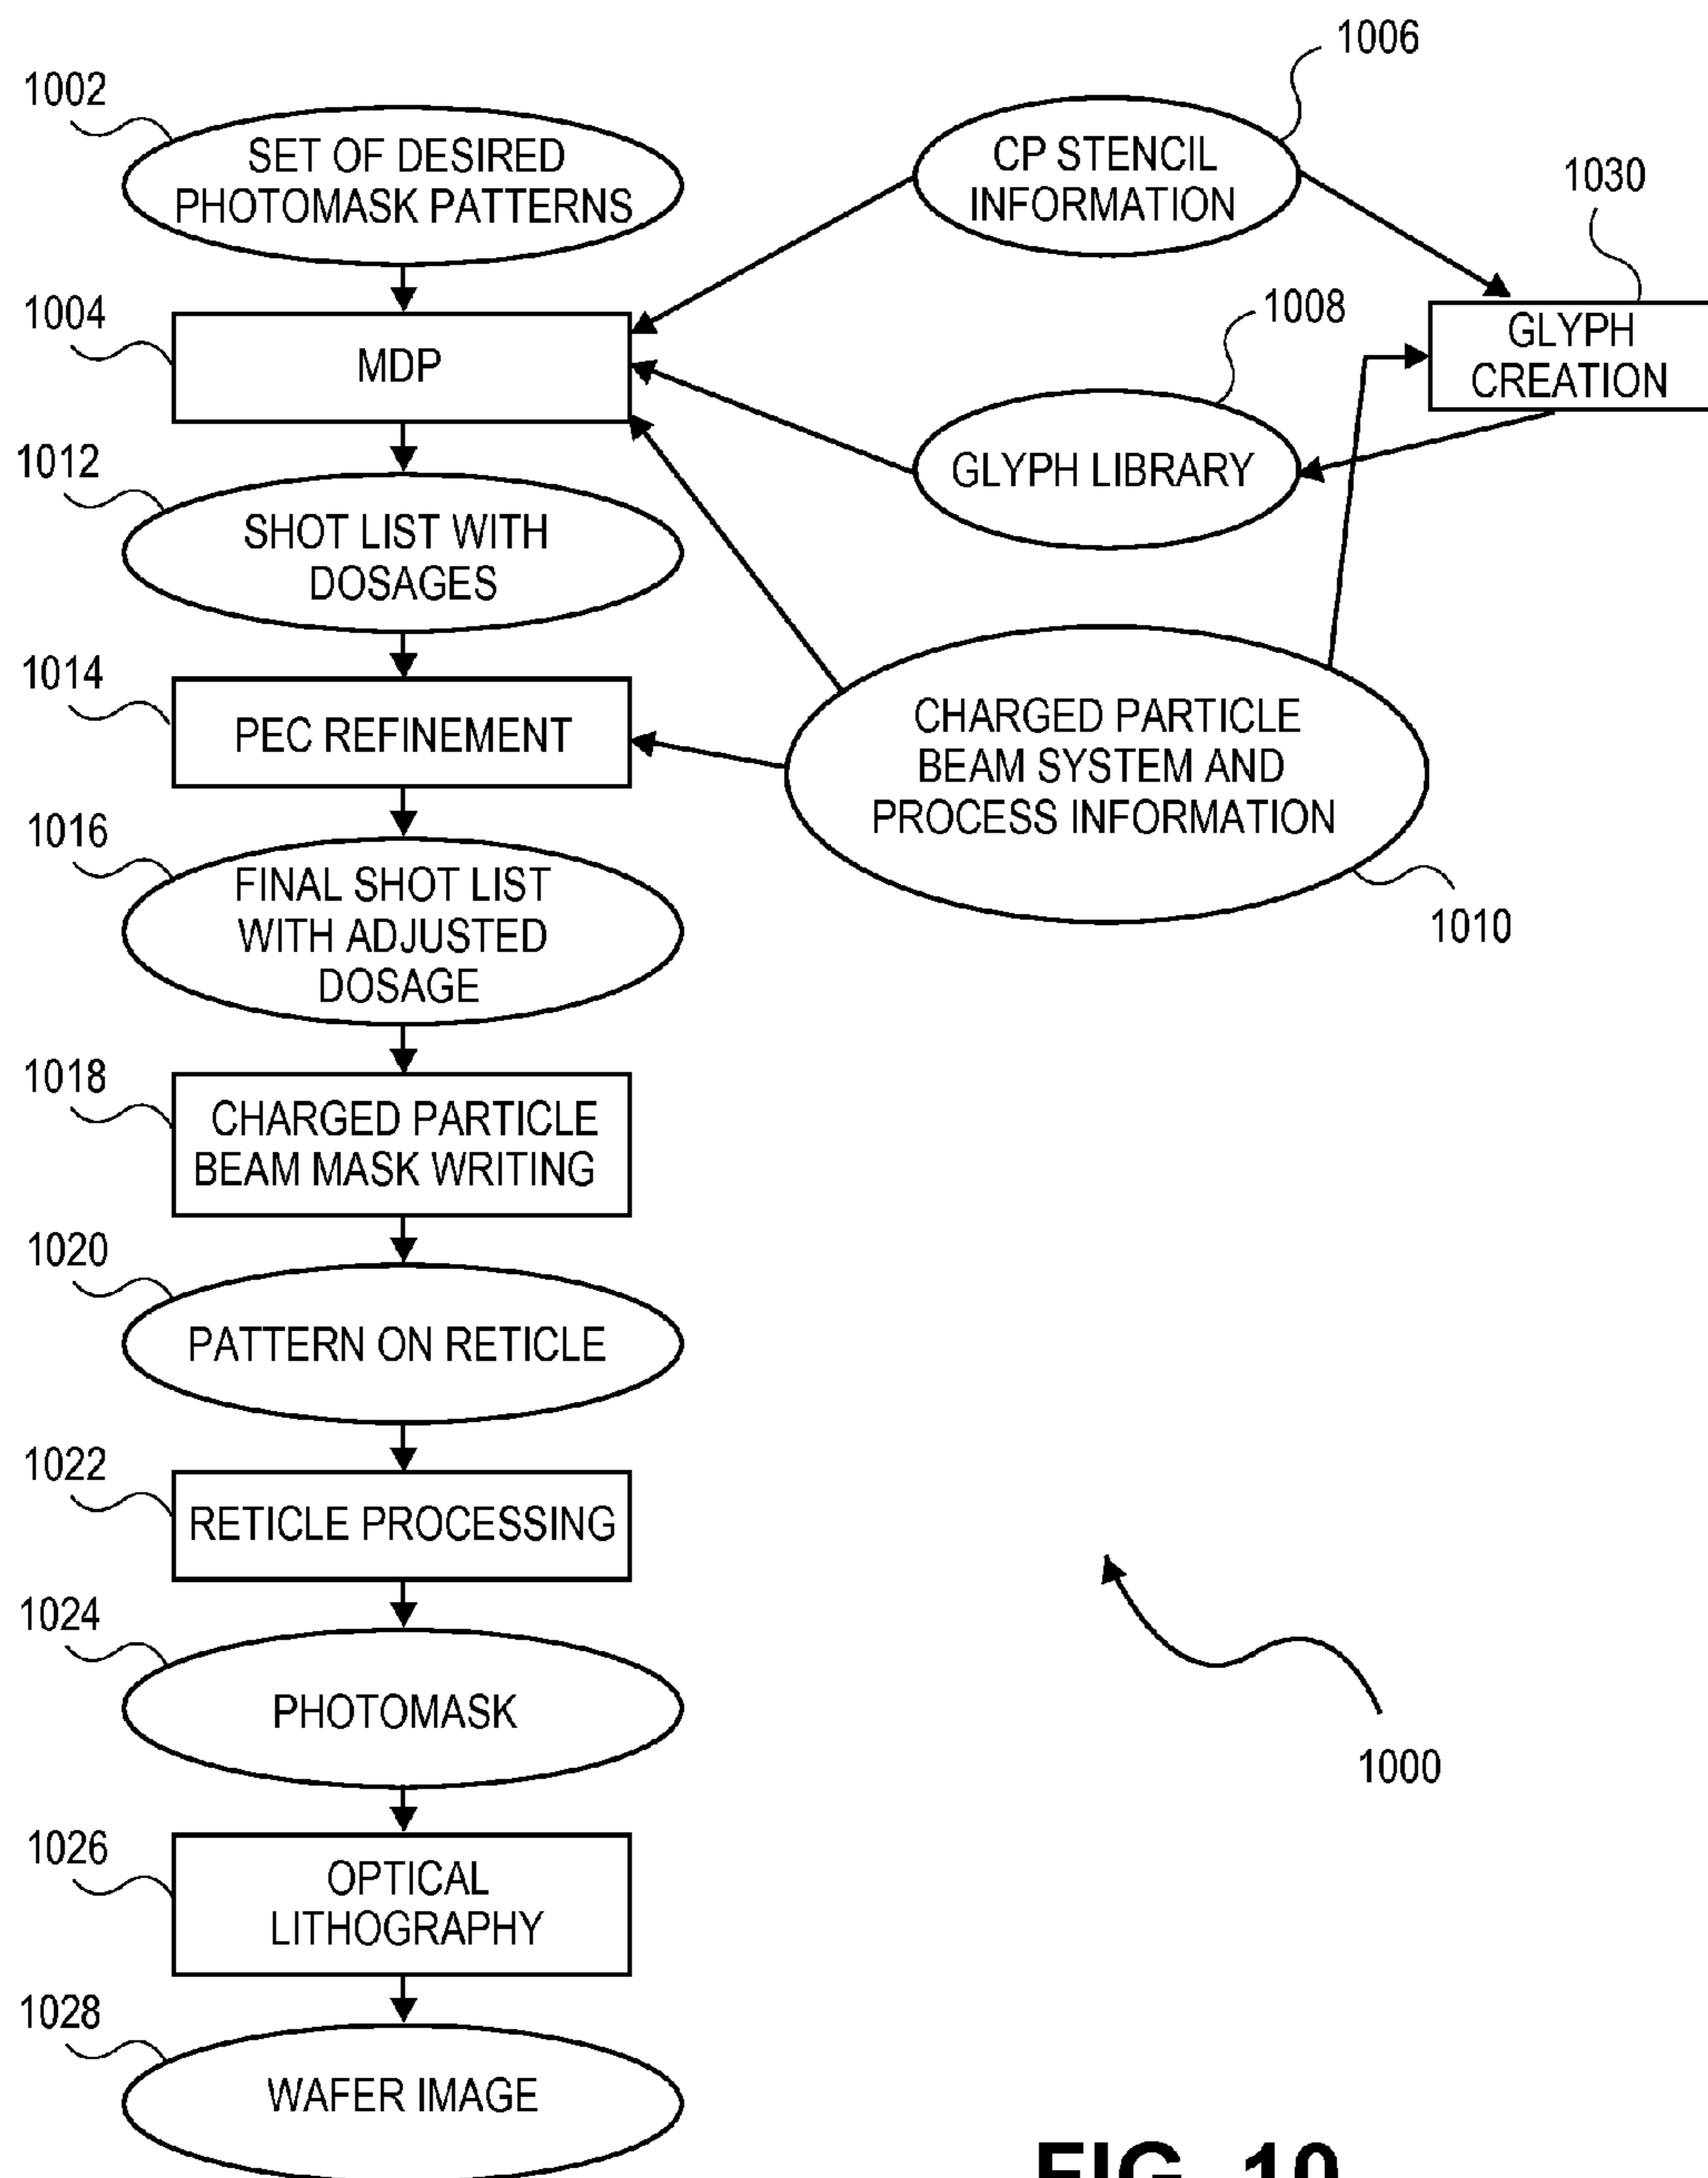 1002
SET OF DESIRED
PHOTOMASK PATTERNS
1006
CP STENCIL
INFORMATION
1030
GLYPH
CREATION
1004
MDP
1008
GLYPH LIBRARY
1012
SHOT LIST WITH
DOSAGES
1014
PEC REFINEMENT
CHARGED PARTICLE
BEAM SYSTEM AND
PROCESS INFORMATION
1010
1016
FINAL SHOT LIST
WITH ADJUSTED
DOSAGE
1018
CHARGED PARTICLE
BEAM MASK WRITING
1020
PATTERN ON RETICLE
1022
RETICLE PROCESSING
1024
PHOTOMASK
1000
1026
OPTICAL
LITHOGRAPHY
1028
WAFER IMAGE
FIG. 10